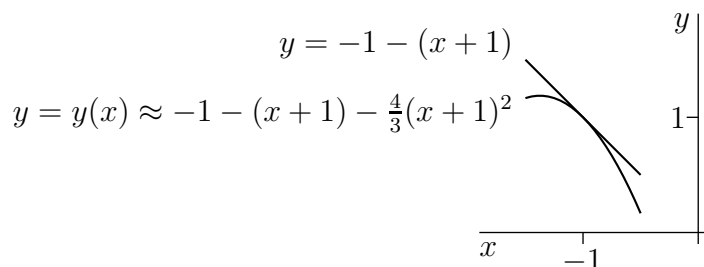 y
y = −1 − (x + 1)
y = y(x) ≈ −1 − (x + 1) − 4/3(x + 1)²
1
x
−1